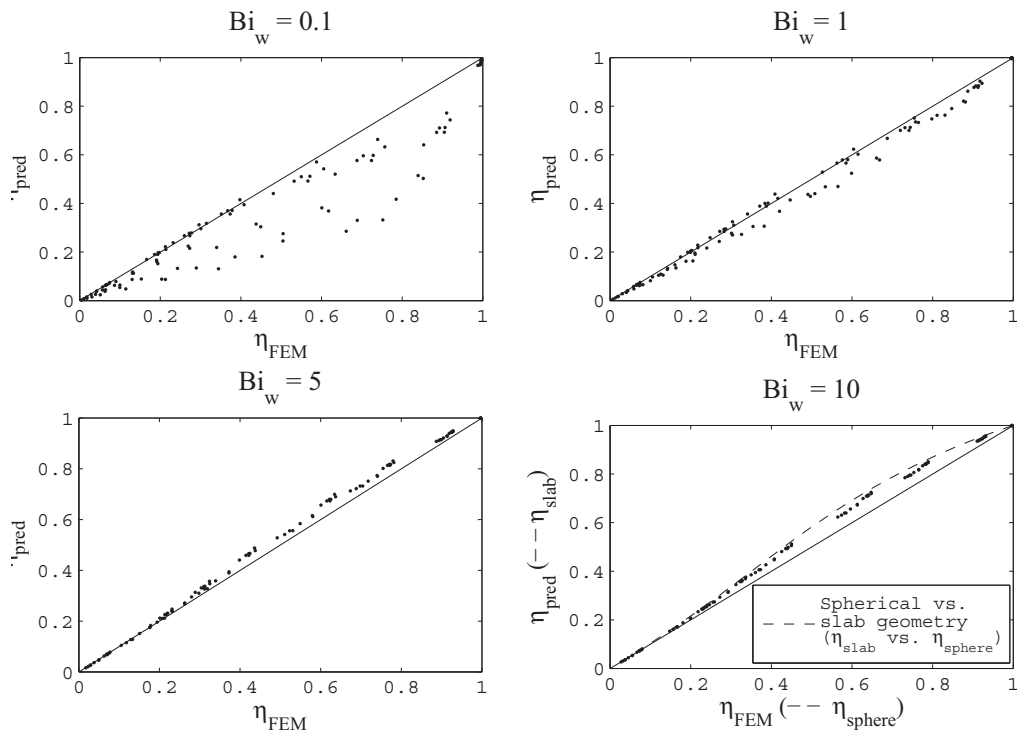 Bi_w = 0.1
1
0.8
0.6
0.4
0.2
0
η_pred
0 0.2 0.4 0.6 0.8 1
η_FEM
Bi_w = 1
1
0.8
0.6
0.4
0.2
0
η_pred
0 0.2 0.4 0.6 0.8 1
η_FEM
Bi_w = 5
1
0.8
0.6
0.4
0.2
0
η_pred
0 0.2 0.4 0.6 0.8 1
η_FEM
Bi_w = 10
1
0.8
0.6
0.4
0.2
0
η_pred (-- η_slab)
Spherical vs.
slab geometry
(η_slab vs. η_sphere)
0 0.2 0.4 0.6 0.8 1
η_FEM (-- η_sphere)